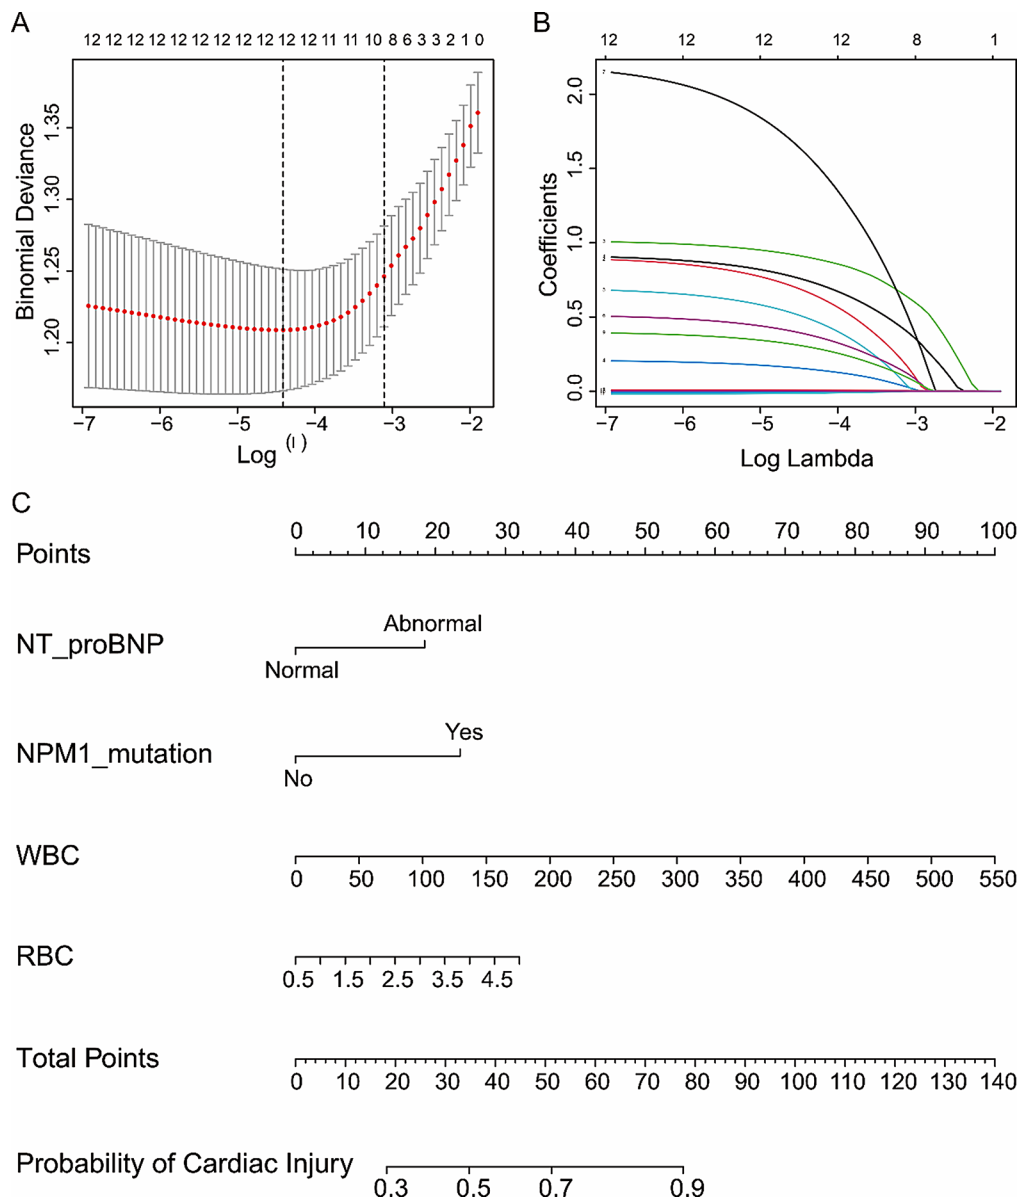 A
12 12 12 12 12 12 12 12 12 12 12 11 11 10 8 6 3 3 2 1 0
Binomial Deviance
1.35
1.30
1.25
1.20
−7 −6 −5 −4 −3 −2
Log (l)
B
12 12 12 12 8 1
Coefficients
2.0
1.5
1.0
0.5
0.0
−7 −6 −5 −4 −3 −2
Log Lambda
C
Points
0 10 20 30 40 50 60 70 80 90 100
NT_proBNP
Abnormal
Normal
NPM1_mutation
Yes
No
WBC
0 50 100 150 200 250 300 350 400 450 500 550
RBC
0.5 1.5 2.5 3.5 4.5
Total Points
0 10 20 30 40 50 60 70 80 90 100 110 120 130 140
Probability of Cardiac Injury
0.3 0.5 0.7 0.9